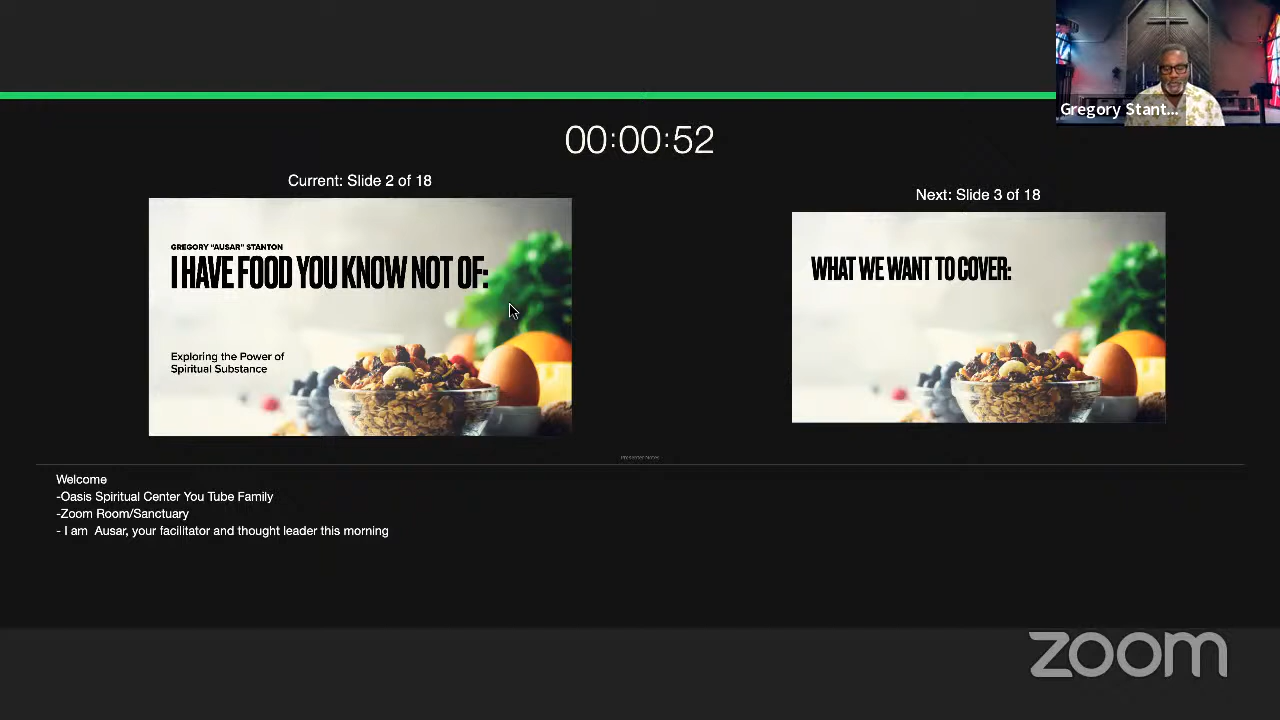 Gregory Stant...
00:00:52
Current: Slide 2 of 18
Next: Slide 3 of 18
GREGORY "AUSAR" STANTON
I HAVE FOOD YOU KNOW NOT OF:
Exploring the Power of
Spiritual Substance
WHAT WE WANT TO COVER:
Presenter Notes
Welcome
-Oasis Spiritual Center You Tube Family
-Zoom Room/Sanctuary
- I am  Ausar, your facilitator and thought leader this morning
zoom